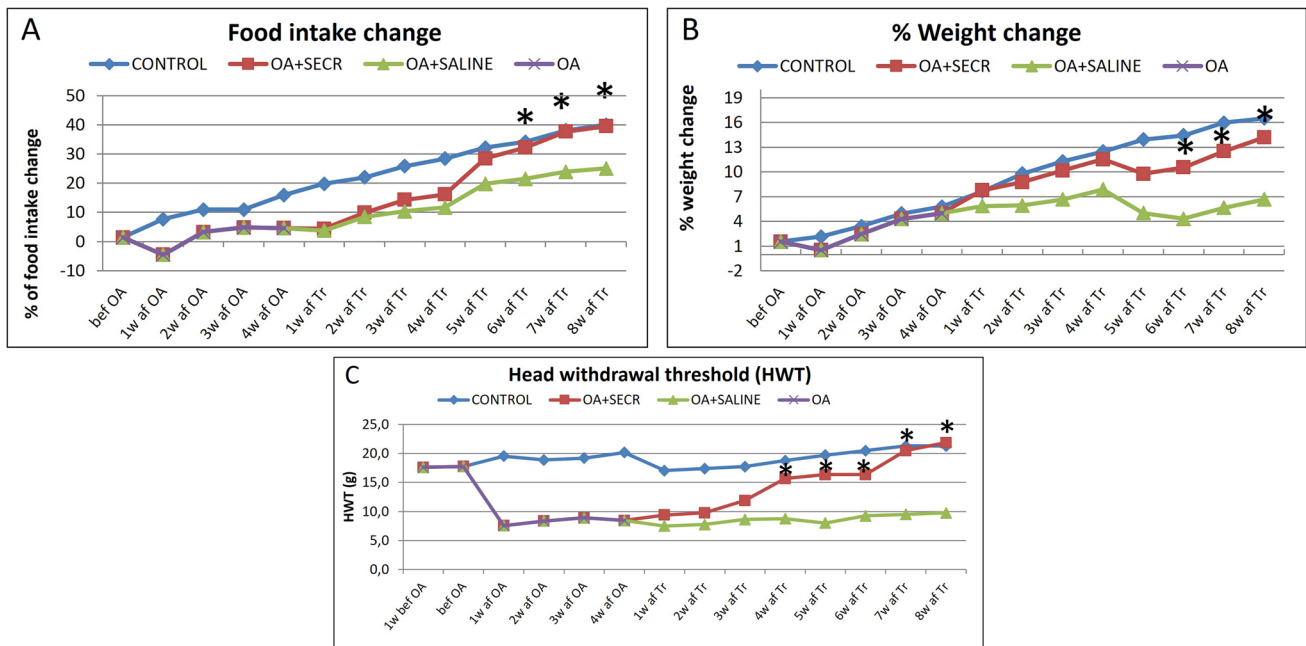 A
Food intake change
CONTROL OA+SECR OA+SALINE OA
% of food intake change
50
40
30
20
10
0
-10
* * *
bef OA 1w af OA 2w af OA 3w af OA 4w af OA 1w af Tr 2w af Tr 3w af Tr 4w af Tr 5w af Tr 6w af Tr 7w af Tr 8w af Tr
B
% Weight change
CONTROL OA+SECR OA+SALINE OA
% weight change
19
16
13
10
7
4
1
-2
* * *
bef OA 1w af OA 2w af OA 3w af OA 4w af OA 1w af Tr 2w af Tr 3w af Tr 4w af Tr 5w af Tr 6w af Tr 7w af Tr 8w af Tr
C
Head withdrawal threshold (HWT)
CONTROL OA+SECR OA+SALINE OA
HWT (g)
25,0
20,0
15,0
10,0
5,0
0,0
* * * * *
1w bef OA bef OA 1w af OA 2w af OA 3w af OA 4w af OA 1w af Tr 2w af Tr 3w af Tr 4w af Tr 5w af Tr 6w af Tr 7w af Tr 8w af Tr